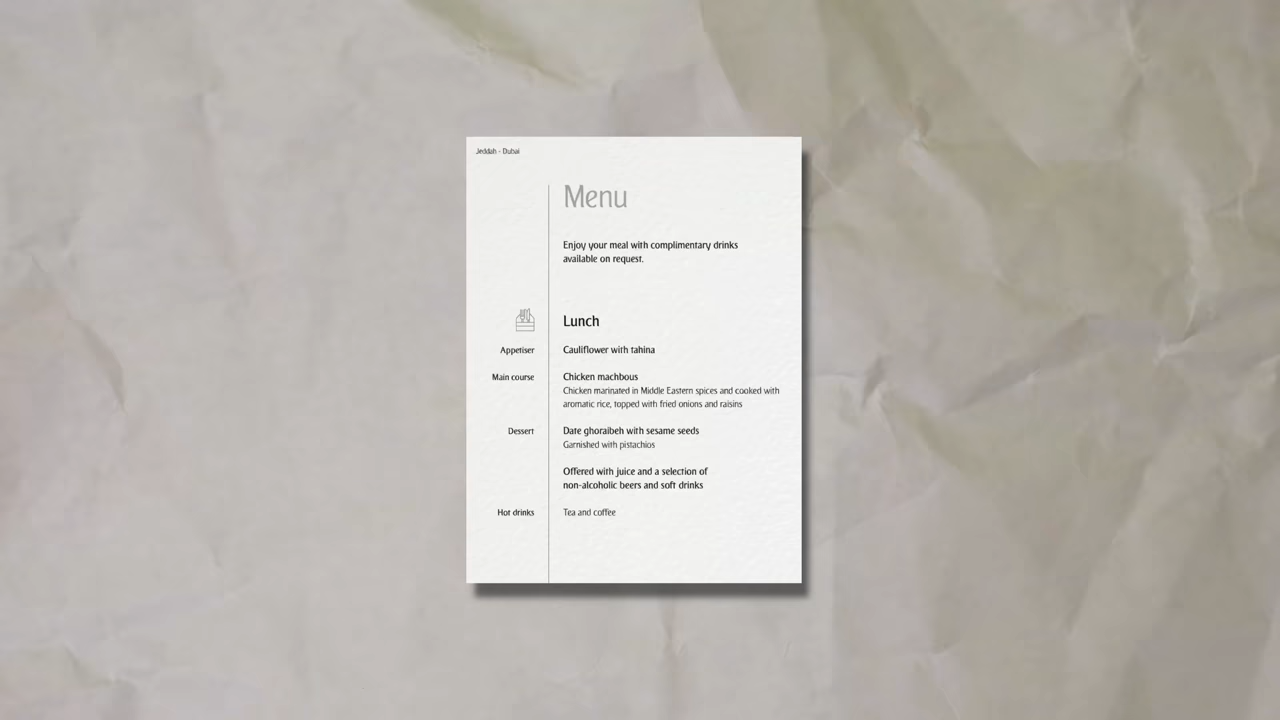 Jeddah - Dubai
Menu
Enjoy your meal with complimentary drinks
available on request.
Lunch
Appetiser Cauliflower with tahina
Main course Chicken machbous
Chicken marinated in Middle Eastern spices and cooked with
aromatic rice, topped with fried onions and raisins
Dessert Date ghoraibeh with sesame seeds
Garnished with pistachios
Offered with juice and a selection of
non-alcoholic beers and soft drinks
Hot drinks Tea and coffee